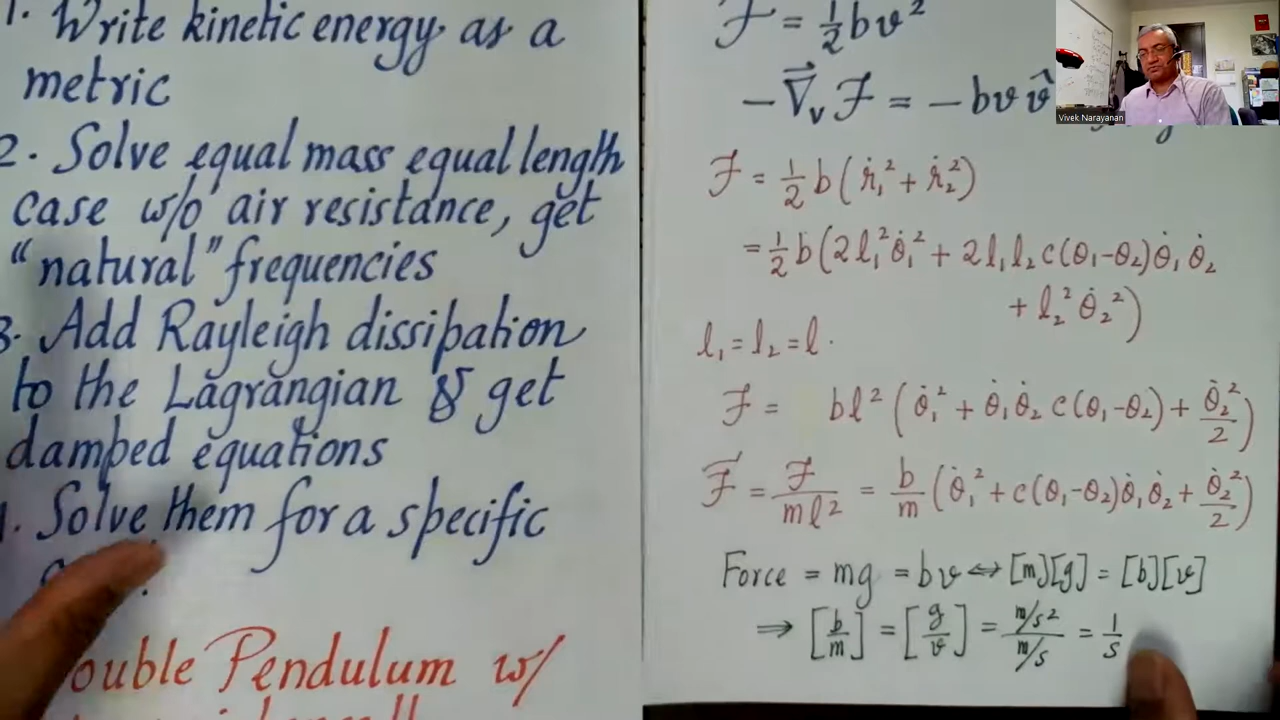 1. Write kinetic energy as a
metric
2. Solve equal mass equal length
case w/o air resistance, get
"natural" frequencies
3. Add Rayleigh dissipation
to the Lagrangian & get
damped equations
4. Solve them for a specific
ouble Pendulum w/
ℱ = ½bv²
-∇⃗ᵥℱ = -bv v̂
ℱ = ½b(ṙ₁² + ṙ₂²)
= ½b(2l₁²θ̇₁² + 2l₁l₂c(θ₁-θ₂)θ̇₁θ̇₂
+ l₂²θ̇₂²)
l₁ = l₂ = l.
ℱ = bl²(θ̇₁² + θ̇₁θ̇₂c(θ₁-θ₂) + θ̇₂²/2)
ℱ̃ = ℱ/ml² = b/m(θ̇₁² + c(θ₁-θ₂)θ̇₁θ̇₂ + θ̇₂²/2)
Force = mg = bv ⇔ [m][g] = [b][v]
⇒ [b/m] = [g/v] = (m/s²)/(m/s) = 1/s
Vivek Narayanan